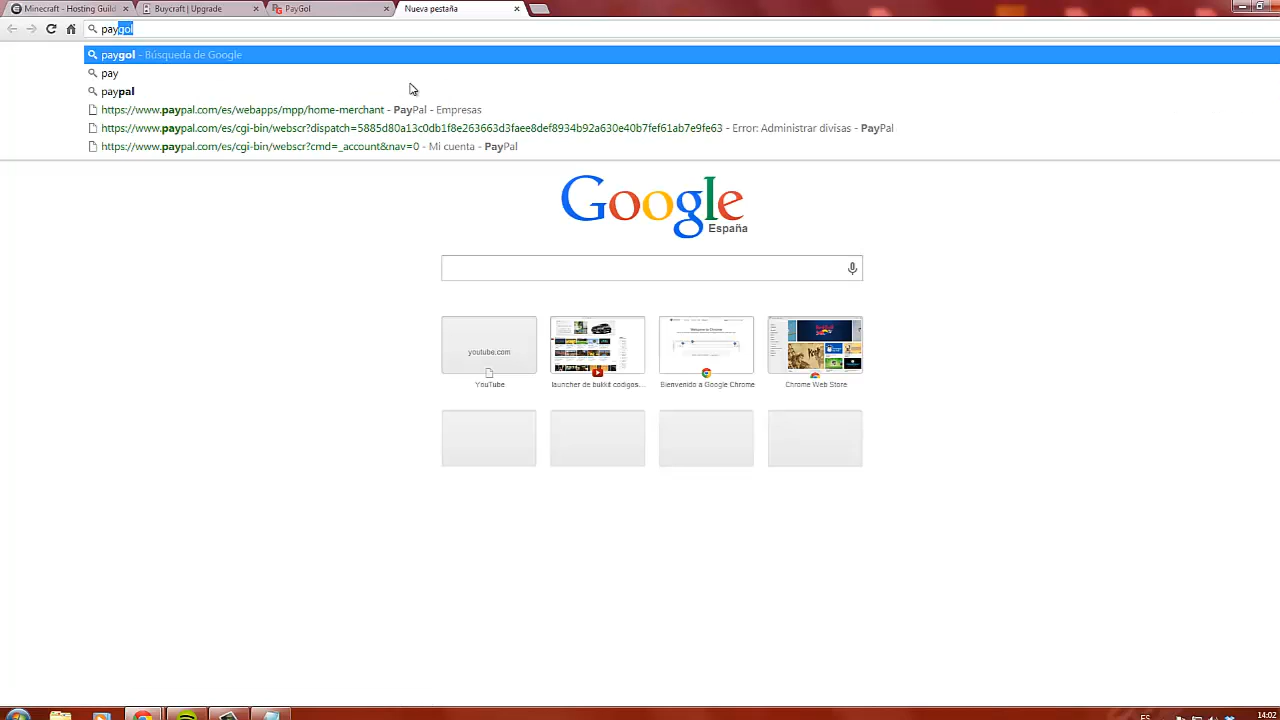 Minecraft - Hosting Guild
Buycraft | Upgrade
PayGol
Nueva pestaña
paygol
paygol - Búsqueda de Google
pay
paypal
https://www.paypal.com/es/webapps/mpp/home-merchant - PayPal - Empresas
https://www.paypal.com/es/cgi-bin/webscr?dispatch=5885d80a13c0db1f8e263663d3faee8def8934b92a630e40b7fef61ab7e9fe63 - Error: Administrar divisas - PayPal
https://www.paypal.com/es/cgi-bin/webscr?cmd=_account&nav=0 - Mi cuenta - PayPal
Google
España
youtube.com
Welcome to Chrome
YouTube
launcher de bukkit codigos...
Bienvenido a Google Chrome
Chrome Web Store
ES
14:02